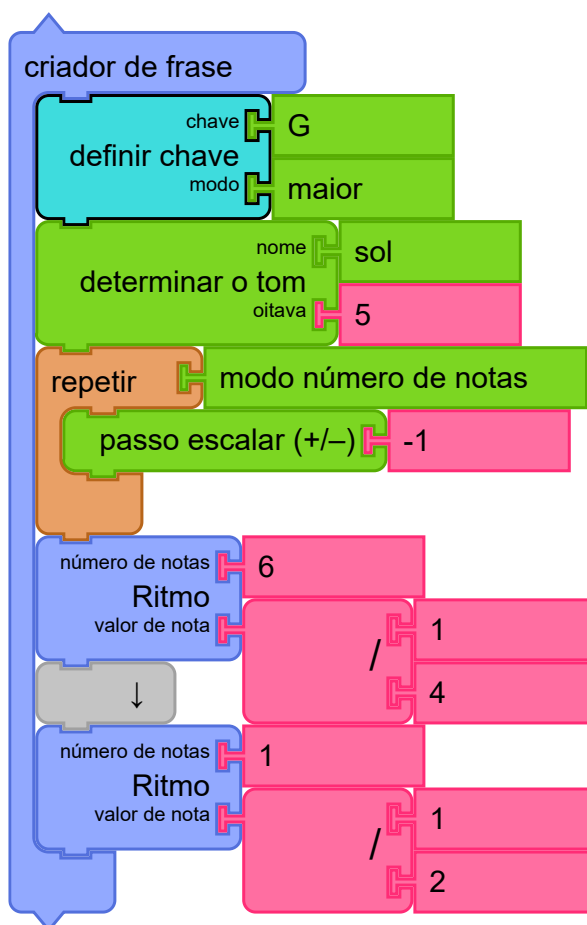 criador de frase
chave G
definir chave
modo maior
nome sol
determinar o tom
oitava 5
repetir modo número de notas
passo escalar (+/–) -1
número de notas 6
Ritmo
valor de nota / 1
4
↓
número de notas 1
Ritmo
valor de nota / 1
2